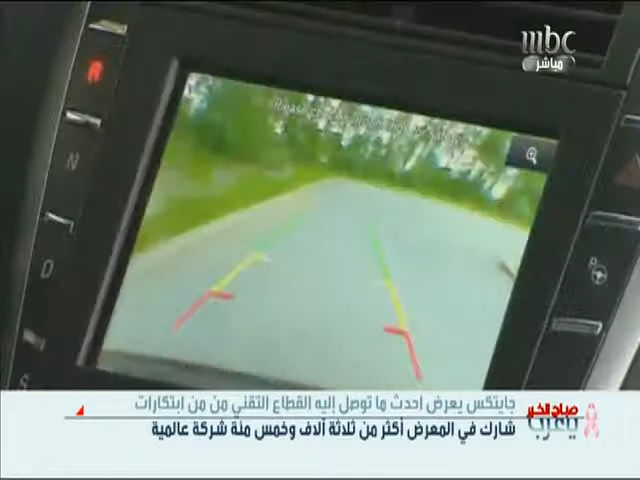 mbc
مباشر
R
N
D
S
P
جايتكس يعرض احدث ما توصل إليه القطاع التقني من من ابتكارات
شارك في المعرض أكثر من ثلاثة آلاف وخمس مئة شركة عالمية
صباح الخير
يا عرب